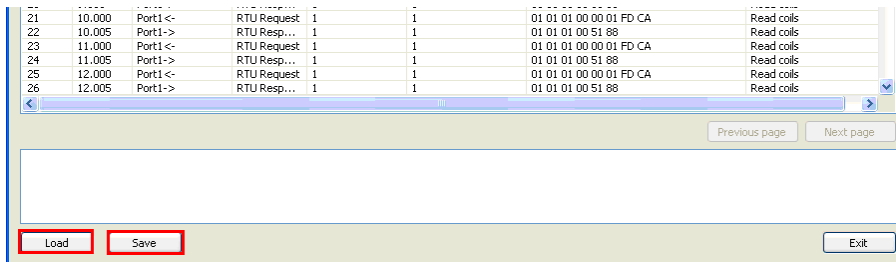 21 10.000 Port1<- RTU Request 1 1 01 01 01 00 00 01 FD CA Read coils
22 10.005 Port1-> RTU Resp... 1 1 01 01 01 00 51 88 Read coils
23 11.000 Port1<- RTU Request 1 1 01 01 01 00 00 01 FD CA Read coils
24 11.005 Port1-> RTU Resp... 1 1 01 01 01 00 51 88 Read coils
25 12.000 Port1<- RTU Request 1 1 01 01 01 00 00 01 FD CA Read coils
26 12.005 Port1-> RTU Resp... 1 1 01 01 01 00 51 88 Read coils
Previous page Next page
Load Save Exit